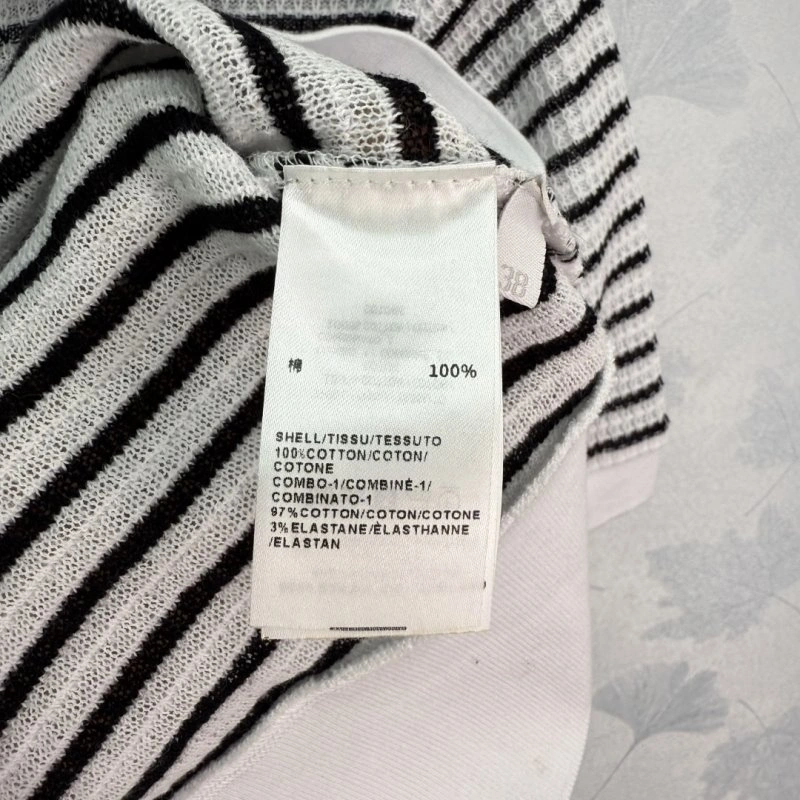 38
棉 100%
SHELL/TISSU/TESSUTO
100%COTTON/COTON/
COTONE
COMBO-1/COMBINÉ-1/
COMBINATO-1
97%COTTON/COTON/COTONE
3%ELASTANE/ÈLASTHANNE
/ELASTAN